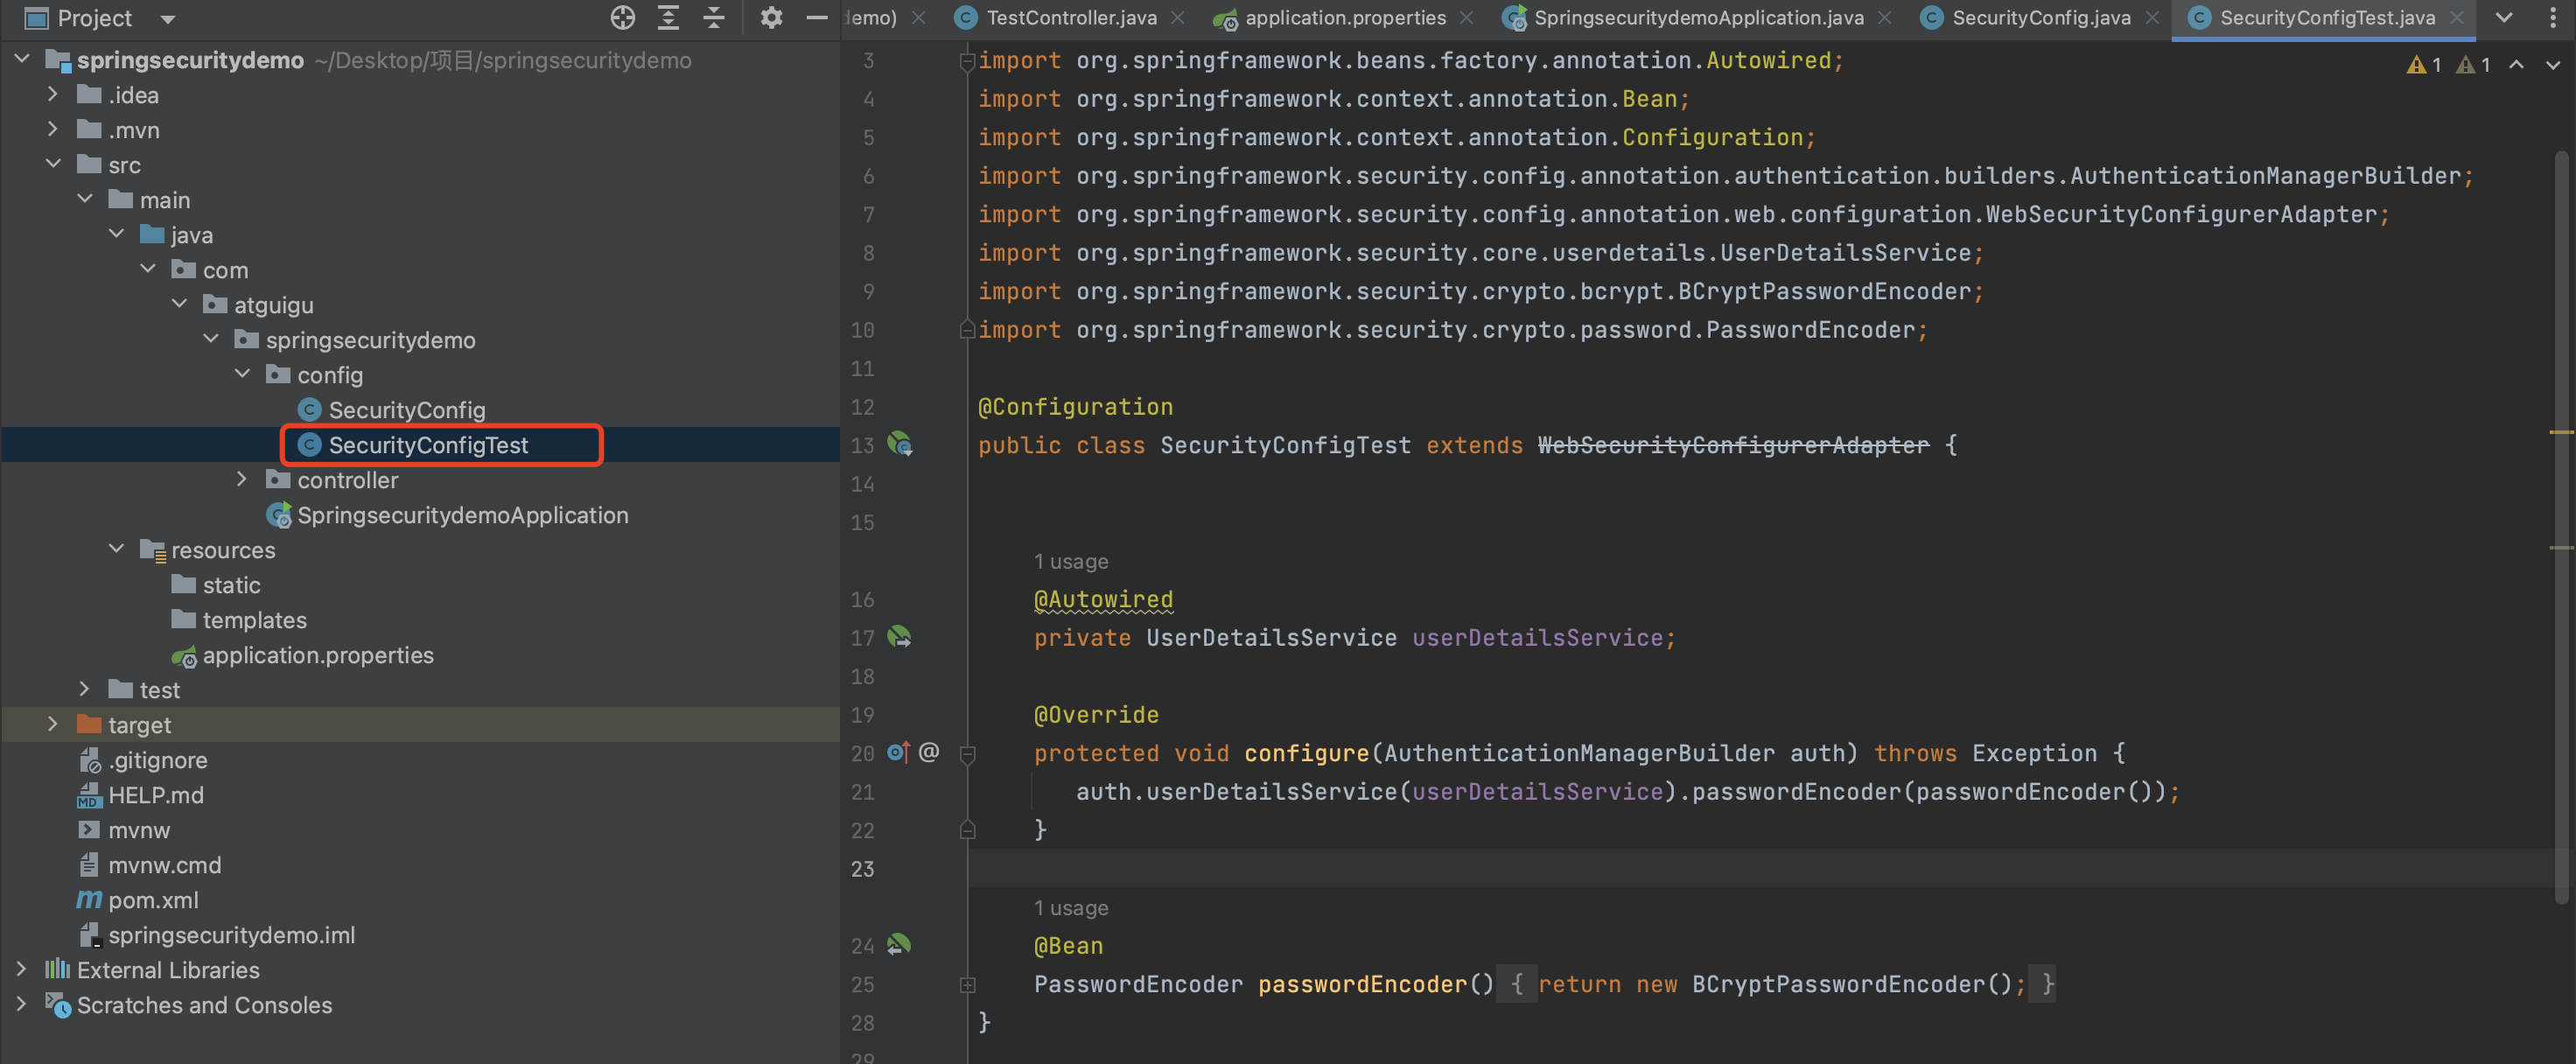 Project
springsecuritydemo ~/Desktop/项目/springsecuritydemo
.idea
.mvn
src
main
java
com
atguigu
springsecuritydemo
config
SecurityConfig
SecurityConfigTest
controller
SpringsecuritydemoApplication
resources
static
templates
application.properties
test
target
.gitignore
HELP.md
mvnw
mvnw.cmd
pom.xml
springsecuritydemo.iml
External Libraries
Scratches and Consoles
demo) TestController.java application.properties SpringsecuritydemoApplication.java SecurityConfig.java SecurityConfigTest.java
1 1
3 import org.springframework.beans.factory.annotation.Autowired;
4 import org.springframework.context.annotation.Bean;
5 import org.springframework.context.annotation.Configuration;
6 import org.springframework.security.config.annotation.authentication.builders.AuthenticationManagerBuilder;
7 import org.springframework.security.config.annotation.web.configuration.WebSecurityConfigurerAdapter;
8 import org.springframework.security.core.userdetails.UserDetailsService;
9 import org.springframework.security.crypto.bcrypt.BCryptPasswordEncoder;
10 import org.springframework.security.crypto.password.PasswordEncoder;
11
12 @Configuration
13 public class SecurityConfigTest extends WebSecurityConfigurerAdapter {
14
15
1 usage
16 @Autowired
17 private UserDetailsService userDetailsService;
18
19 @Override
20 @ protected void configure(AuthenticationManagerBuilder auth) throws Exception {
21 auth.userDetailsService(userDetailsService).passwordEncoder(passwordEncoder());
22 }
23
1 usage
24 @Bean
25 PasswordEncoder passwordEncoder() { return new BCryptPasswordEncoder(); }
28 }
29